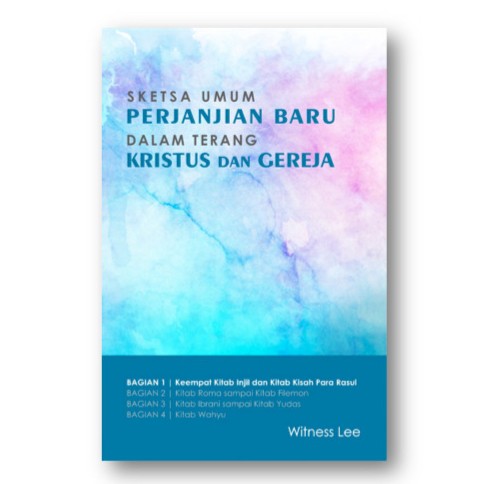 SKETSA UMUM
PERJANJIAN BARU
DALAM TERANG
KRISTUS DAN GEREJA
BAGIAN 1 | Keempat Kitab Injil dan Kitab Kisah Para Rasul
BAGIAN 2 | Kitab Roma sampai Kitab Filemon
BAGIAN 3 | Kitab Ibrani sampai Kitab Yudas
BAGIAN 4 | Kitab Wahyu
Witness Lee